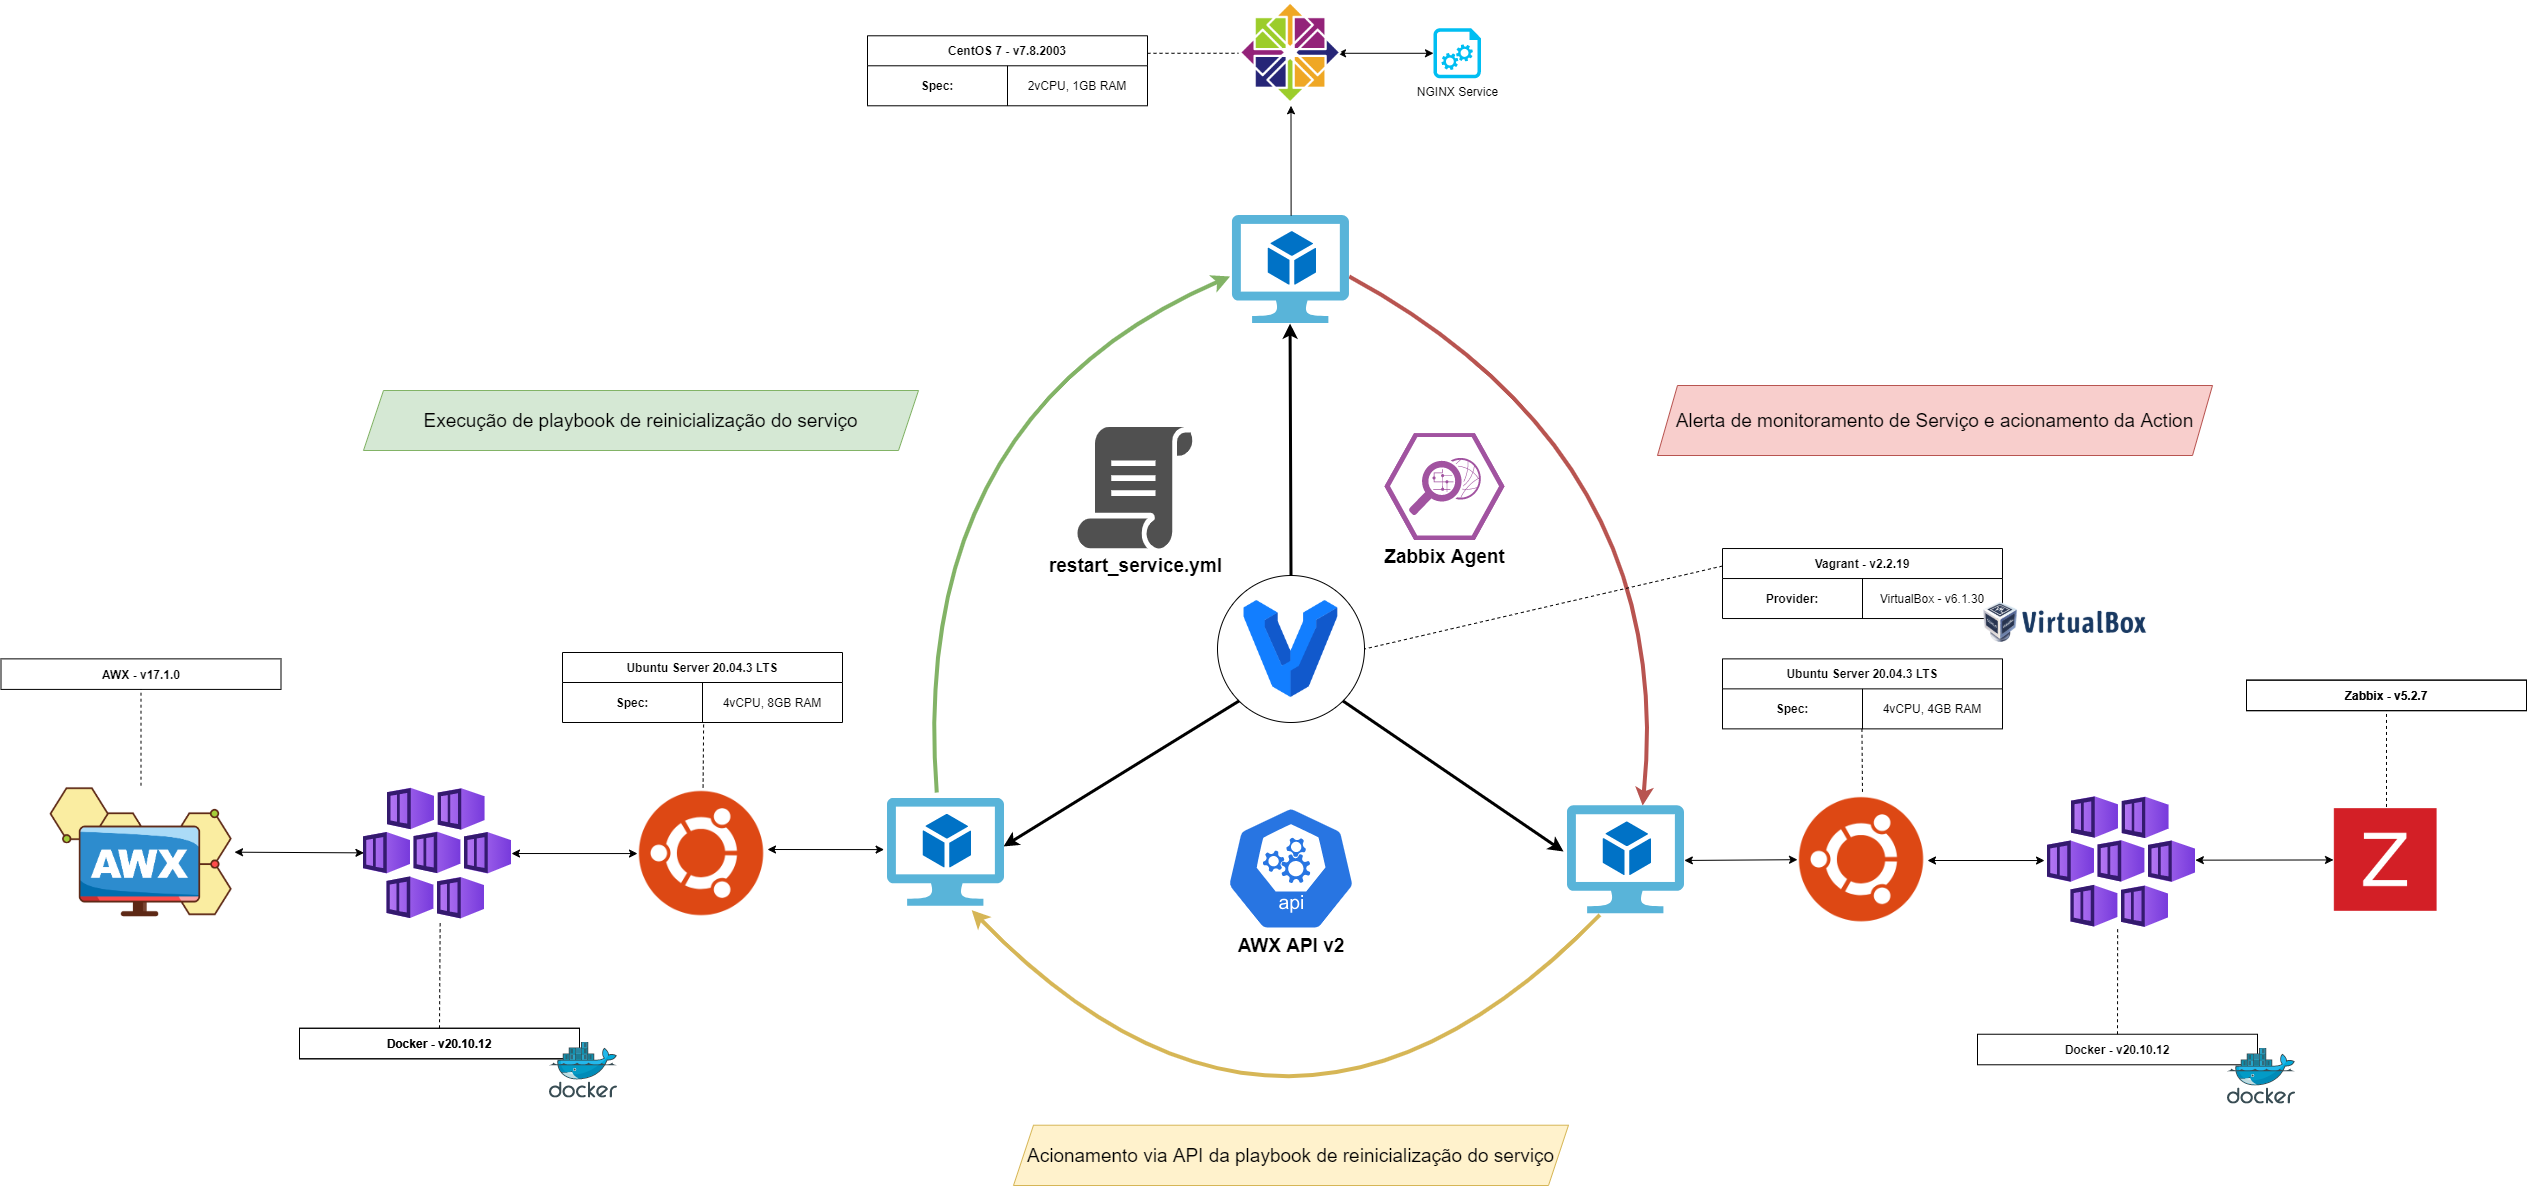 CentOS 7 - v7.8.2003
Spec:
2vCPU, 1GB RAM
NGINX Service
Execução de playbook de reinicialização do serviço
Alerta de monitoramento de Serviço e acionamento da Action
restart_service.yml
Zabbix Agent
Vagrant - v2.2.19
Provider:
VirtualBox - v6.1.30
VirtualBox
AWX - v17.1.0
Ubuntu Server 20.04.3 LTS
Spec:
4vCPU, 8GB RAM
Ubuntu Server 20.04.3 LTS
Spec:
4vCPU, 4GB RAM
Zabbix - v5.2.7
AWX
api
AWX API v2
Z
Docker - v20.10.12
docker
Docker - v20.10.12
docker
Acionamento via API da playbook de reinicialização do serviço